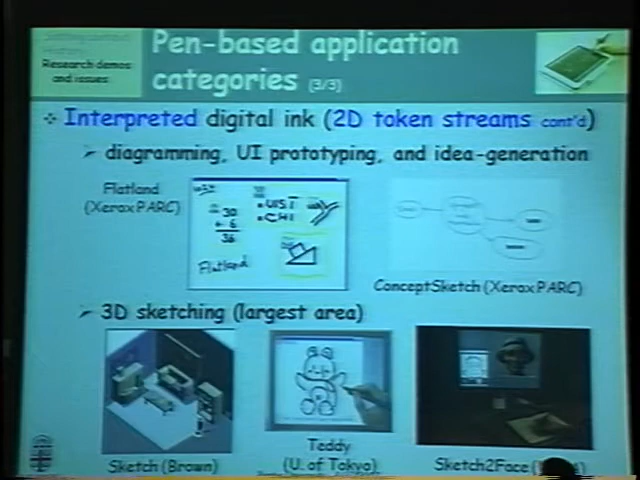 Research demos
and issues
Pen-based application
categories (3/3)
Interpreted digital ink (2D token streams cont'd)
diagramming, UI prototyping, and idea-generation
Flatland
(Xerox PARC)
30
+ 6
36
• UIST
• CHI
Flatland
ConceptSketch (Xerox PARC)
3D sketching (largest area)
Sketch (Brown)
Teddy
(U. of Tokyo)
Sketch2Face